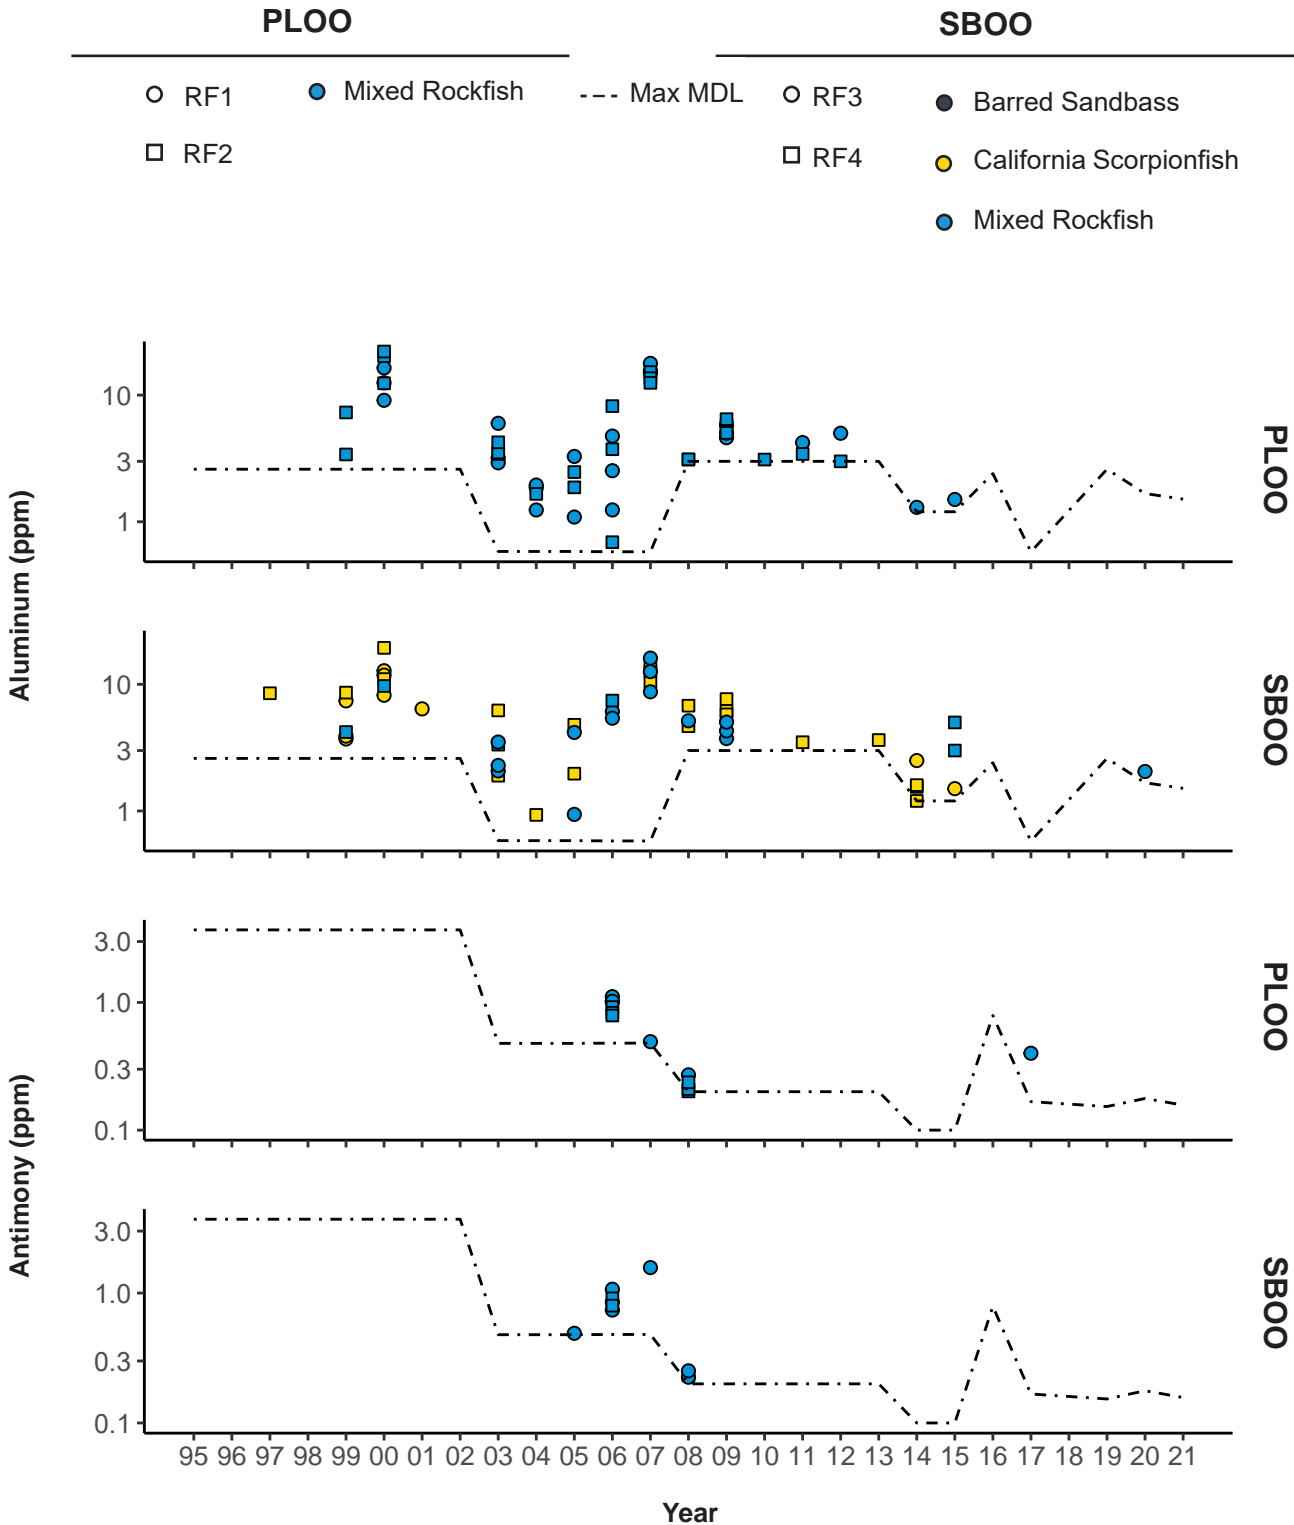 PLOO
SBOO
RF1
Mixed Rockfish
Max MDL
RF3
Barred Sandbass
RF2
RF4
California Scorpionfish
Mixed Rockfish
Aluminum (ppm)
10
3
1
PLOO
10
3
1
SBOO
Antimony (ppm)
3.0
1.0
0.3
0.1
PLOO
3.0
1.0
0.3
0.1
SBOO
95 96 97 98 99 00 01 02 03 04 05 06 07 08 09 10 11 12 13 14 15 16 17 18 19 20 21
Year